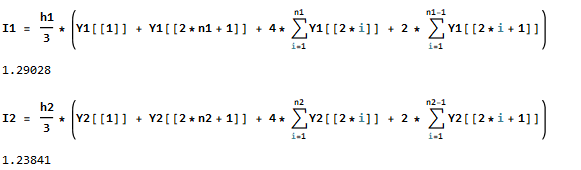 I1 = h1/3 * (Y1[[1]] + Y1[[2*n1+1]] + 4*∑_{i=1}^{n1} Y1[[2*i]] + 2 * ∑_{i=1}^{n1-1} Y1[[2*i+1]])
1.29028
I2 = h2/3 * (Y2[[1]] + Y2[[2*n2+1]] + 4*∑_{i=1}^{n2} Y2[[2*i]] + 2 * ∑_{i=1}^{n2-1} Y2[[2*i+1]])
1.23841